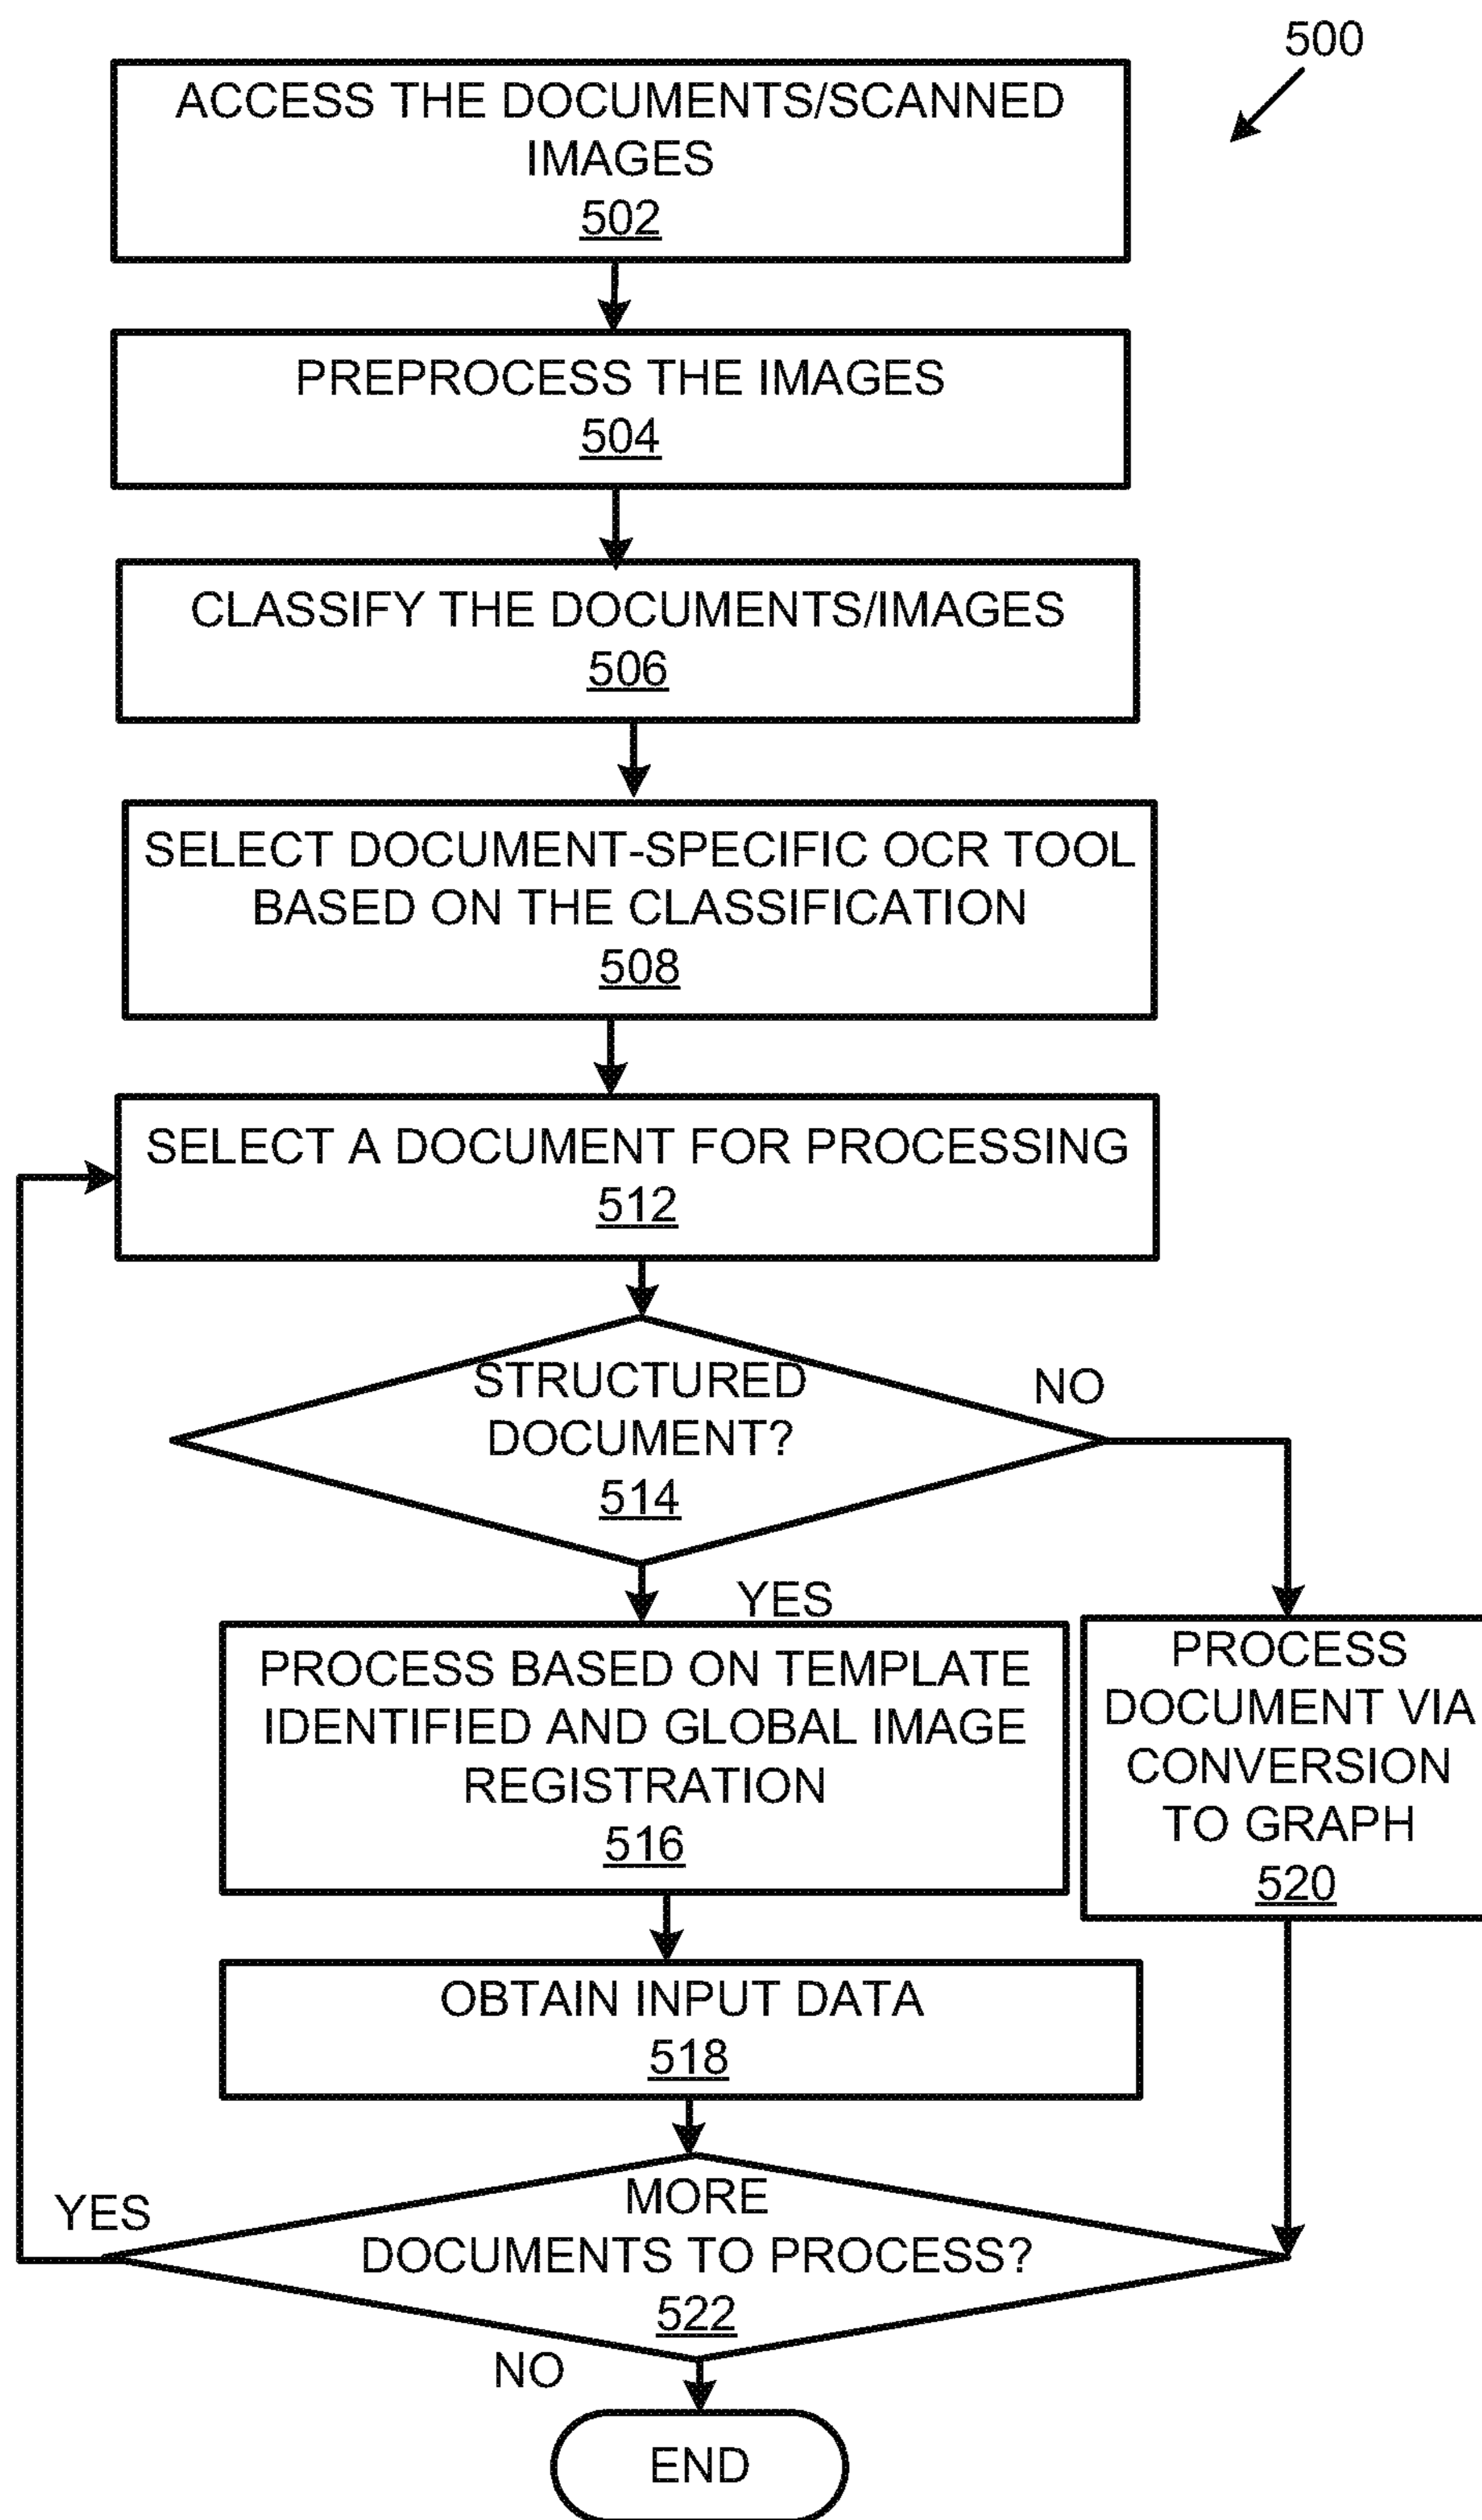 500
ACCESS THE DOCUMENTS/SCANNED
IMAGES
502
PREPROCESS THE IMAGES
504
CLASSIFY THE DOCUMENTS/IMAGES
506
SELECT DOCUMENT-SPECIFIC OCR TOOL
BASED ON THE CLASSIFICATION
508
SELECT A DOCUMENT FOR PROCESSING
512
STRUCTURED
DOCUMENT?
514
NO
YES
PROCESS BASED ON TEMPLATE
IDENTIFIED AND GLOBAL IMAGE
REGISTRATION
516
PROCESS
DOCUMENT VIA
CONVERSION
TO GRAPH
520
OBTAIN INPUT DATA
518
YES
MORE
DOCUMENTS TO PROCESS?
522
NO
END